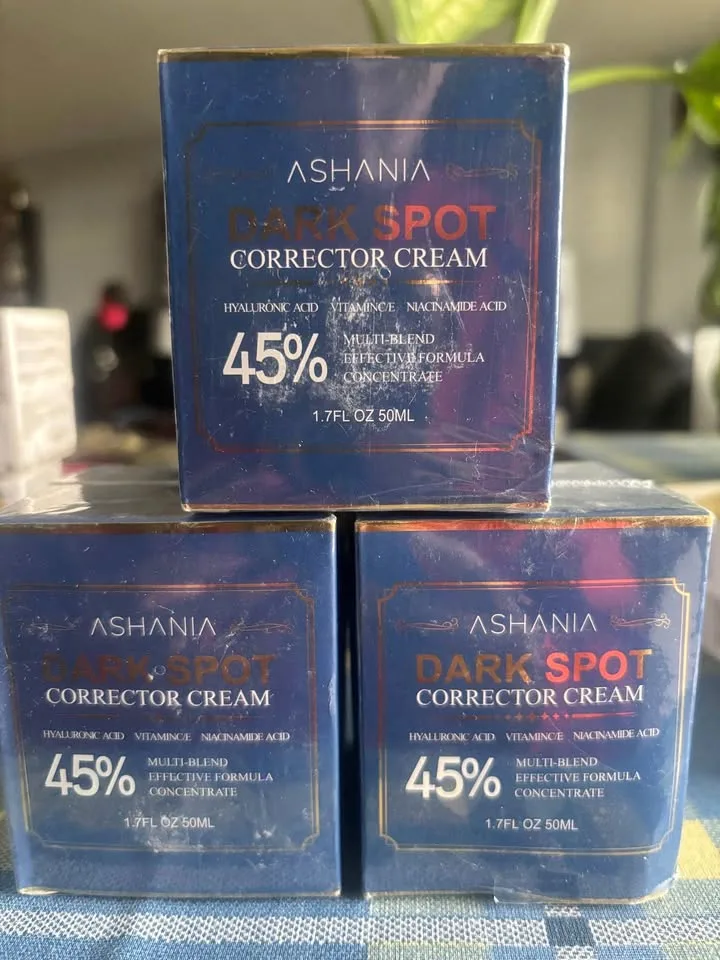 ASHANIA
DARK SPOT
CORRECTOR CREAM
HYALURONIC ACID VITAMINC/E NIACINAMIDE ACID
45% MULTI-BLEND
EFFECTIVE FORMULA
CONCENTRATE
1.7FL OZ 50ML
ASHANIA
DARK SPOT
CORRECTOR CREAM
HYALURONIC ACID VITAMINC/E NIACINAMIDE ACID
45% MULTI-BLEND
EFFECTIVE FORMULA
CONCENTRATE
1.7FL OZ 50ML
ASHANIA
DARK SPOT
CORRECTOR CREAM
HYALURONIC ACID VITAMINC/E NIACINAMIDE ACID
45% MULTI-BLEND
EFFECTIVE FORMULA
CONCENTRATE
1.7FL OZ 50ML